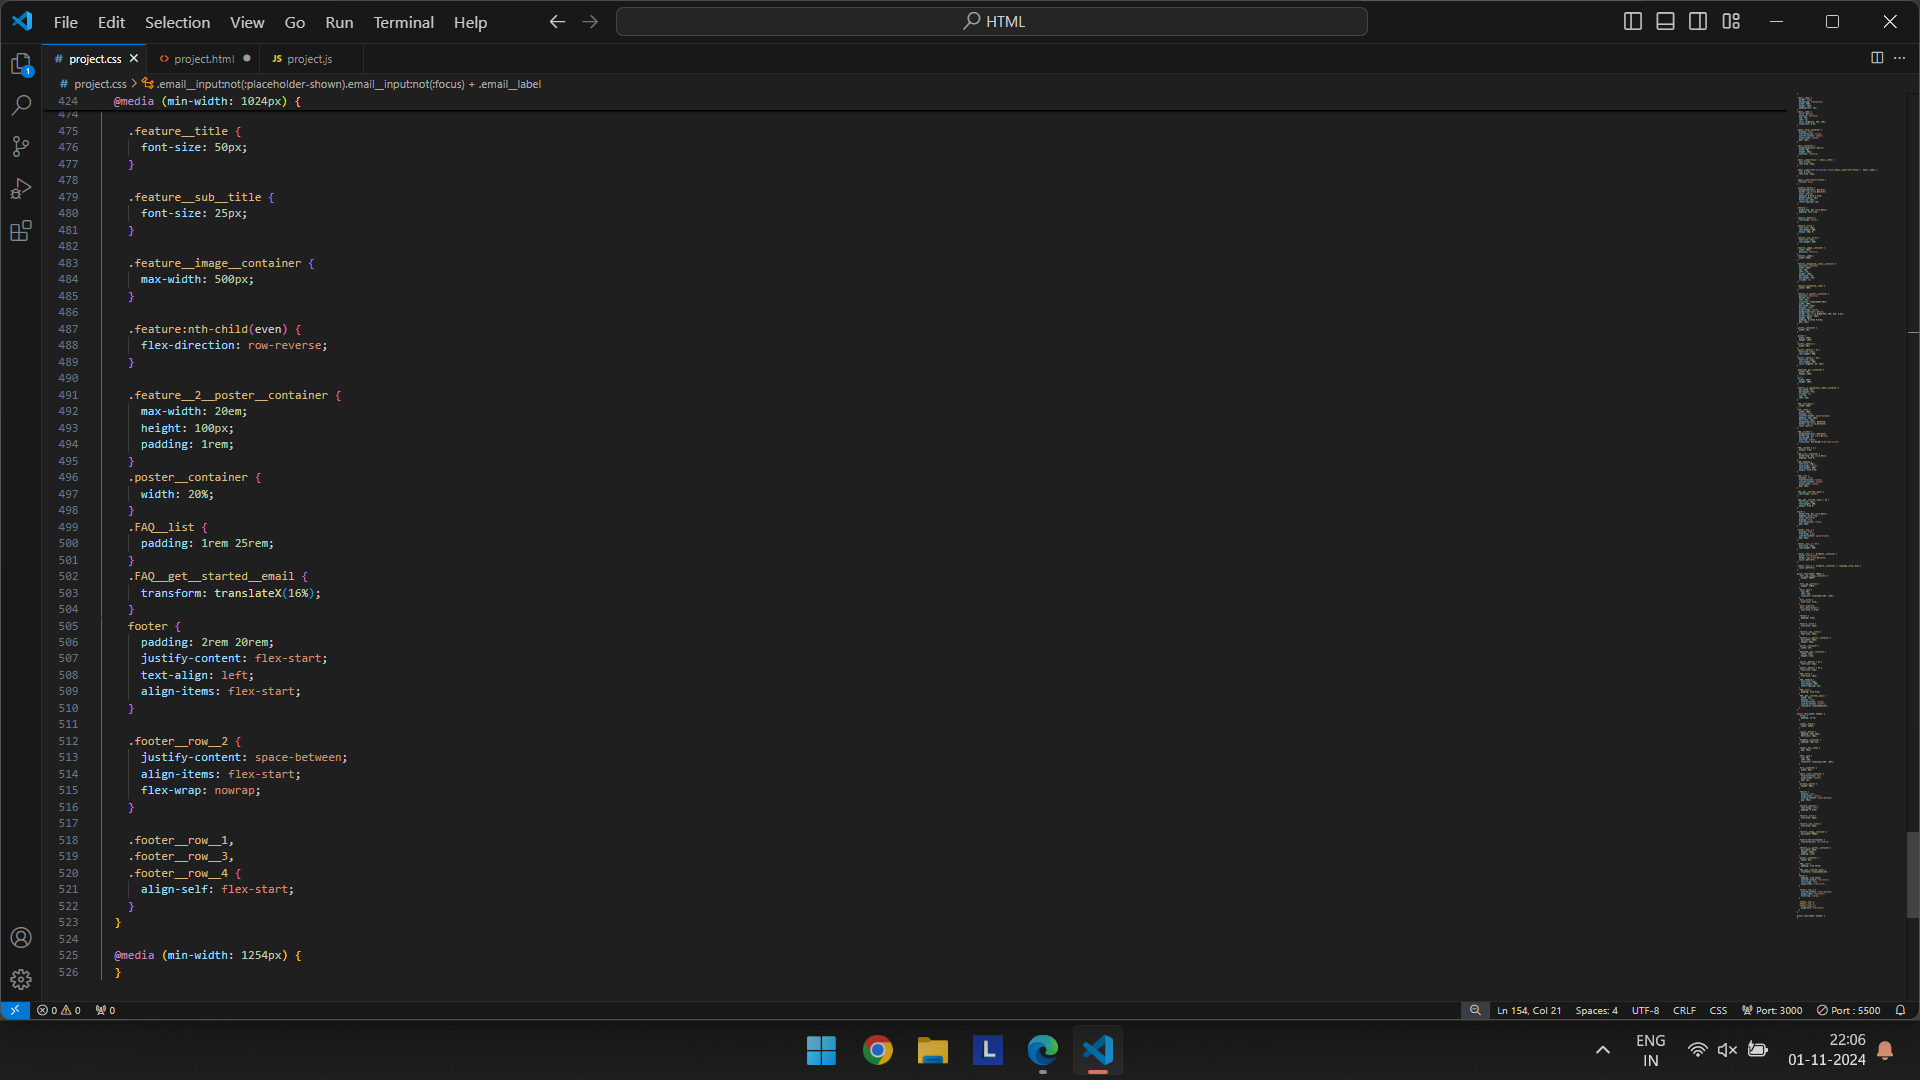 File Edit Selection View Go Run Terminal Help
HTML
# project.css
<> project.html
JS project.js
# project.css > .email__input:not(:placeholder-shown).email__input:not(:focus) + .email__label
424 @media (min-width: 1024px) {
474
475 .feature__title {
476 font-size: 50px;
477 }
478
479 .feature__sub__title {
480 font-size: 25px;
481 }
482
483 .feature__image__container {
484 max-width: 500px;
485 }
486
487 .feature:nth-child(even) {
488 flex-direction: row-reverse;
489 }
490
491 .feature__2__poster__container {
492 max-width: 20em;
493 height: 100px;
494 padding: 1rem;
495 }
496 .poster__container {
497 width: 20%;
498 }
499 .FAQ__list {
500 padding: 1rem 25rem;
501 }
502 .FAQ__get__started__email {
503 transform: translateX(16%);
504 }
505 footer {
506 padding: 2rem 20rem;
507 justify-content: flex-start;
508 text-align: left;
509 align-items: flex-start;
510 }
511
512 .footer__row__2 {
513 justify-content: space-between;
514 align-items: flex-start;
515 flex-wrap: nowrap;
516 }
517
518 .footer__row__1,
519 .footer__row__3,
520 .footer__row__4 {
521 align-self: flex-start;
522 }
523 }
524
525 @media (min-width: 1254px) {
526 }
1
0 0 0
Ln 154, Col 21 Spaces: 4 UTF-8 CRLF CSS Port: 3000 Port : 5500
L
ENG
IN
22:06
01-11-2024